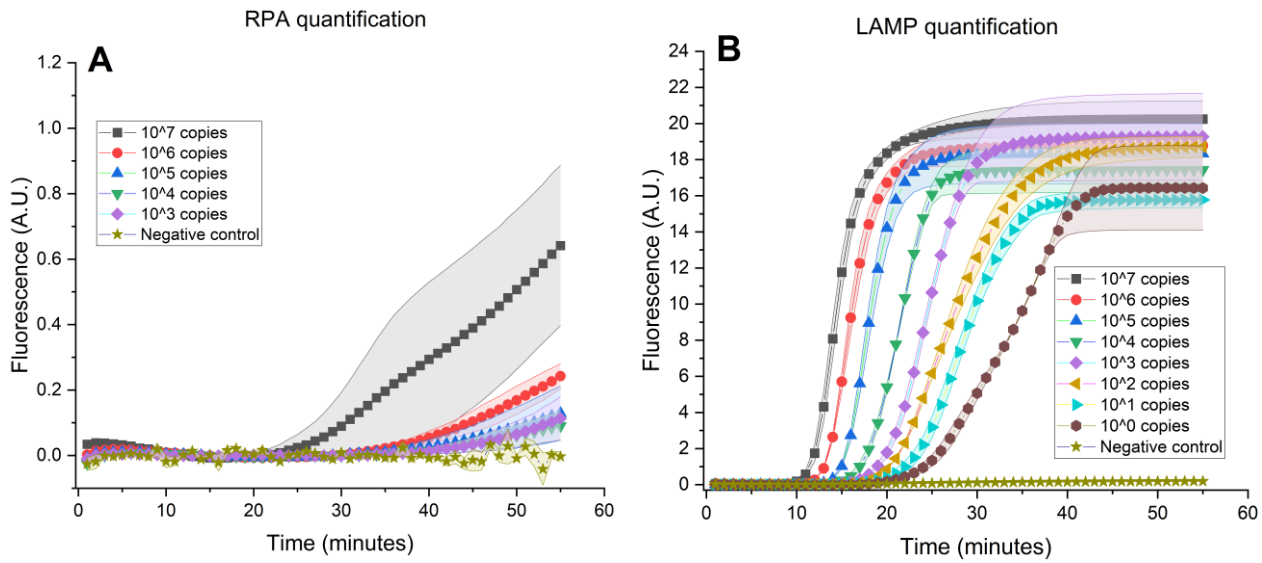 RPA quantification
A
1.2
1.0
0.8
0.6
0.4
0.2
0.0
Fluorescence (A.U.)
10^7 copies
10^6 copies
10^5 copies
10^4 copies
10^3 copies
Negative control
0 10 20 30 40 50 60
Time (minutes)
LAMP quantification
B
24
22
20
18
16
14
12
10
8
6
4
2
0
Fluorescence (A.U.)
10^7 copies
10^6 copies
10^5 copies
10^4 copies
10^3 copies
10^2 copies
10^1 copies
10^0 copies
Negative control
0 10 20 30 40 50 60
Time (minutes)